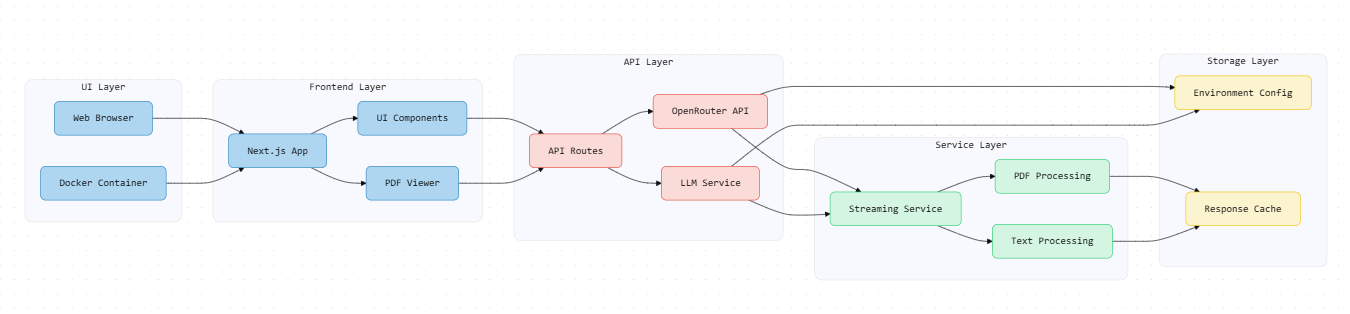 UI Layer
Web Browser
Docker Container
Frontend Layer
Next.js App
UI Components
PDF Viewer
API Layer
API Routes
OpenRouter API
LLM Service
Service Layer
Streaming Service
PDF Processing
Text Processing
Storage Layer
Environment Config
Response Cache